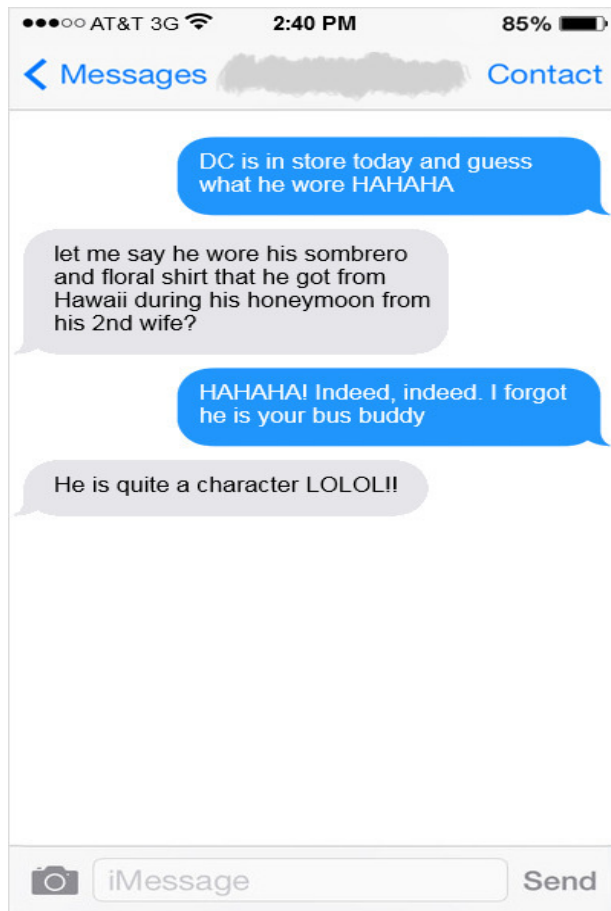 AT&T 3G 2:40 PM 85%
Messages Contact
DC is in store today and guess
what he wore HAHAHA
let me say he wore his sombrero
and floral shirt that he got from
Hawaii during his honeymoon from
his 2nd wife?
HAHAHA! Indeed, indeed. I forgot
he is your bus buddy
He is quite a character LOLOL!!
iMessage Send